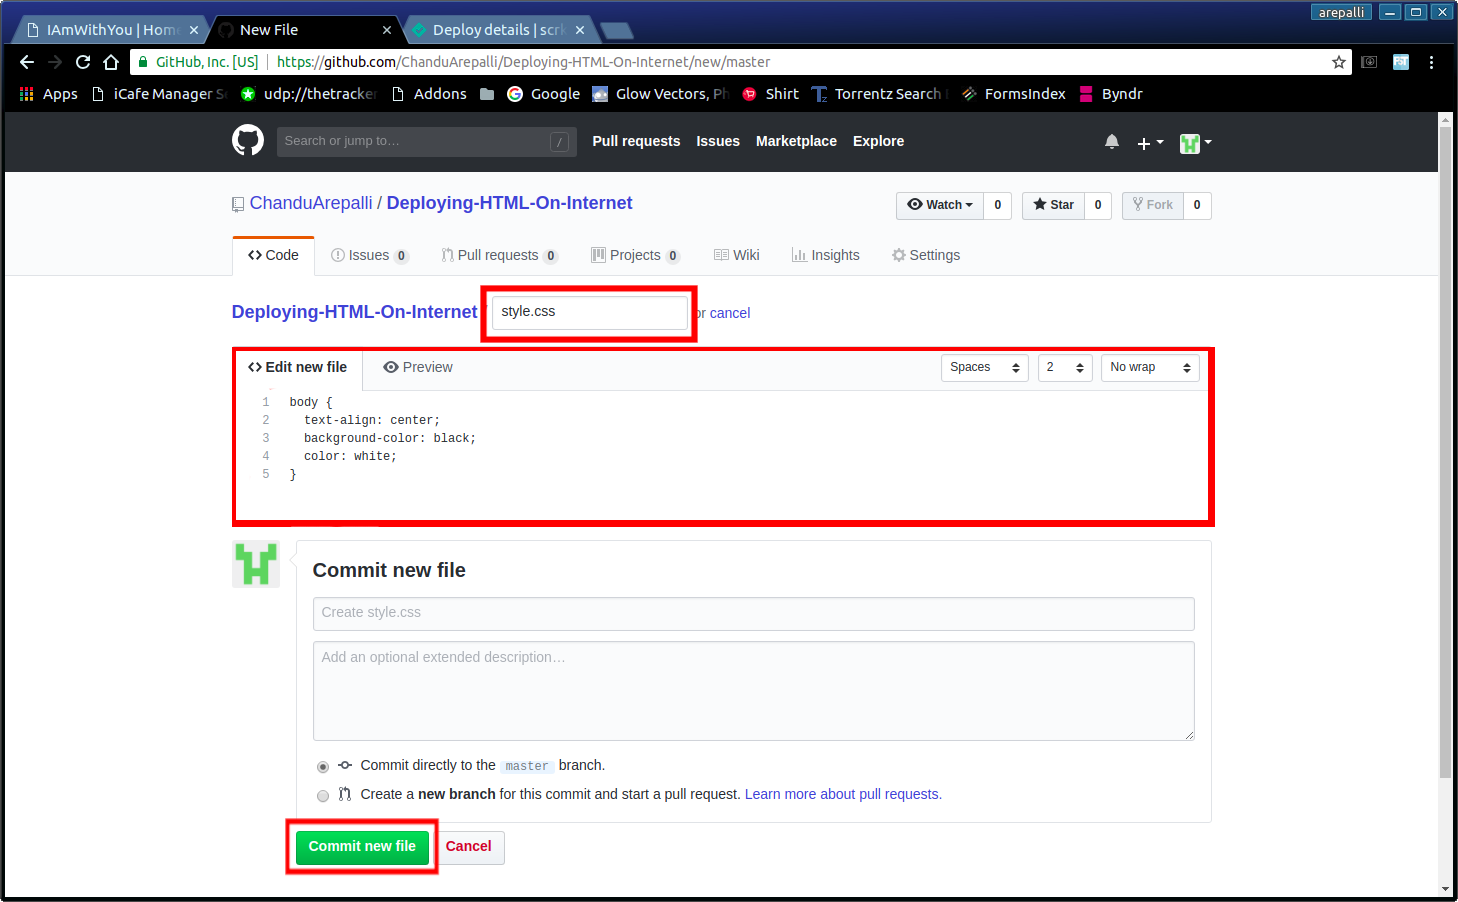 arepalli
IAmWithYou | Hom
New File
Deploy details | scr
GitHub, Inc. [US] | https://github.com/ChanduArepalli/Deploying-HTML-On-Internet/new/master
Apps iCafe Manager S udp://thetracker Addons Google Glow Vectors, Ph Shirt Torrentz Search FormsIndex Byndr
Search or jump to… / Pull requests Issues Marketplace Explore
ChanduArepalli / Deploying-HTML-On-Internet Watch 0 Star 0 Fork 0
Code Issues 0 Pull requests 0 Projects 0 Wiki Insights Settings
Deploying-HTML-On-Internet style.css or cancel
Edit new file Preview Spaces 2 No wrap
1 body {
2 text-align: center;
3 background-color: black;
4 color: white;
5 }
Commit new file
Create style.css
Add an optional extended description…
Commit directly to the master branch.
Create a new branch for this commit and start a pull request. Learn more about pull requests.
Commit new file Cancel